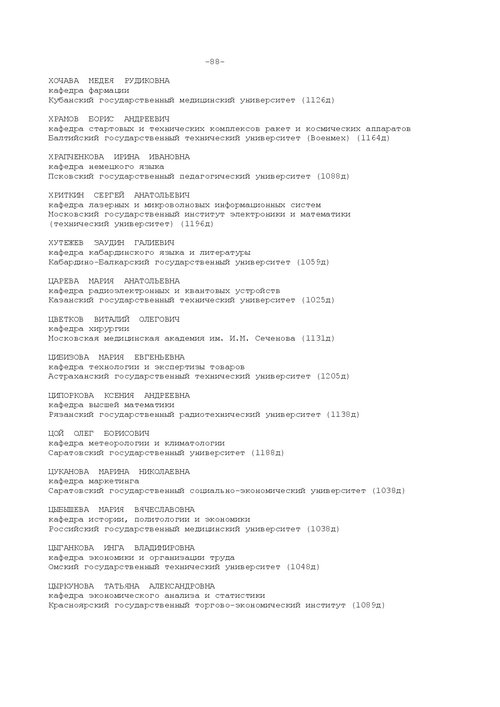 -88-
ХОЧАВА МЕДЕЯ РУДИКОВНА
кафедра фармации
Кубанский государственный медицинский университет (1126д)
ХРАМОВ БОРИС АНДРЕЕВИЧ
кафедра стартовых и технических комплексов ракет и космических аппаратов
Балтийский государственный технический университет (Военмех) (1164д)
ХРАПЧЕНКОВА ИРИНА ИВАНОВНА
кафедра немецкого языка
Псковский государственный педагогический университет (1088д)
ХРИТКИН СЕРГЕЙ АНАТОЛЬЕВИЧ
кафедра лазерных и микроволновых информационных систем
Московский государственный институт электроники и математики
(технический университет) (1196д)
ХУТЕЖЕВ ЗАУДИН ГАЛИЕВИЧ
кафедра кабардинского языка и литературы
Кабардино-Балкарский государственный университет (1059д)
ЦАРЕВА МАРИЯ АНАТОЛЬЕВНА
кафедра радиоэлектронных и квантовых устройств
Казанский государственный технический университет (1025д)
ЦВЕТКОВ ВИТАЛИЙ ОЛЕГОВИЧ
кафедра хирургии
Московская медицинская академия им. И.М. Сеченова (1131д)
ЦИБИЗОВА МАРИЯ ЕВГЕНЬЕВНА
кафедра технологии и экспертизы товаров
Астраханский государственный технический университет (1205д)
ЦИПОРКОВА КСЕНИЯ АНДРЕЕВНА
кафедра высшей математики
Рязанский государственный радиотехнический университет (1138д)
ЦОЙ ОЛЕГ БОРИСОВИЧ
кафедра метеорологии и климатологии
Саратовский государственный университет (1188д)
ЦУКАНОВА МАРИНА НИКОЛАЕВНА
кафедра маркетинга
Саратовский государственный социально-экономический университет (1038д)
ЦЫБЫШЕВА МАРИЯ ВЯЧЕСЛАВОВНА
кафедра истории, политологии и экономики
Российский государственный медицинский университет (1038д)
ЦЫГАНКОВА ИНГА ВЛАДИМИРОВНА
кафедра экономики и организации труда
Омский государственный технический университет (1048д)
ЦЫРКУНОВА ТАТЬЯНА АЛЕКСАНДРОВНА
кафедра экономического анализа и статистики
Красноярский государственный торгово-экономический институт (1089д)